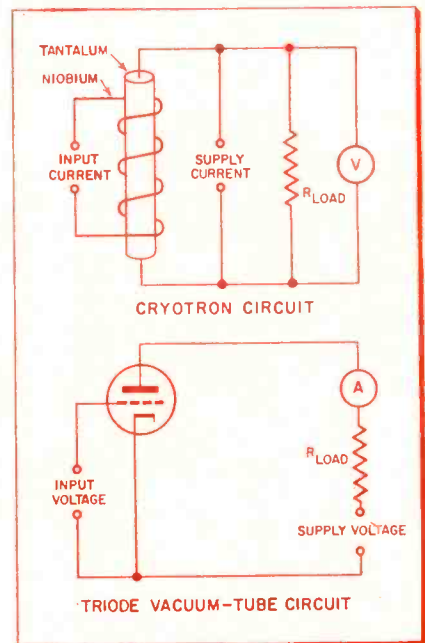 TANTALUM
NIOBIUM
INPUT
CURRENT
SUPPLY
CURRENT
RLOAD
V
CRYOTRON CIRCUIT
A
RLOAD
INPUT
VOLTAGE
SUPPLY VOLTAGE
TRIODE VACUUM-TUBE CIRCUIT